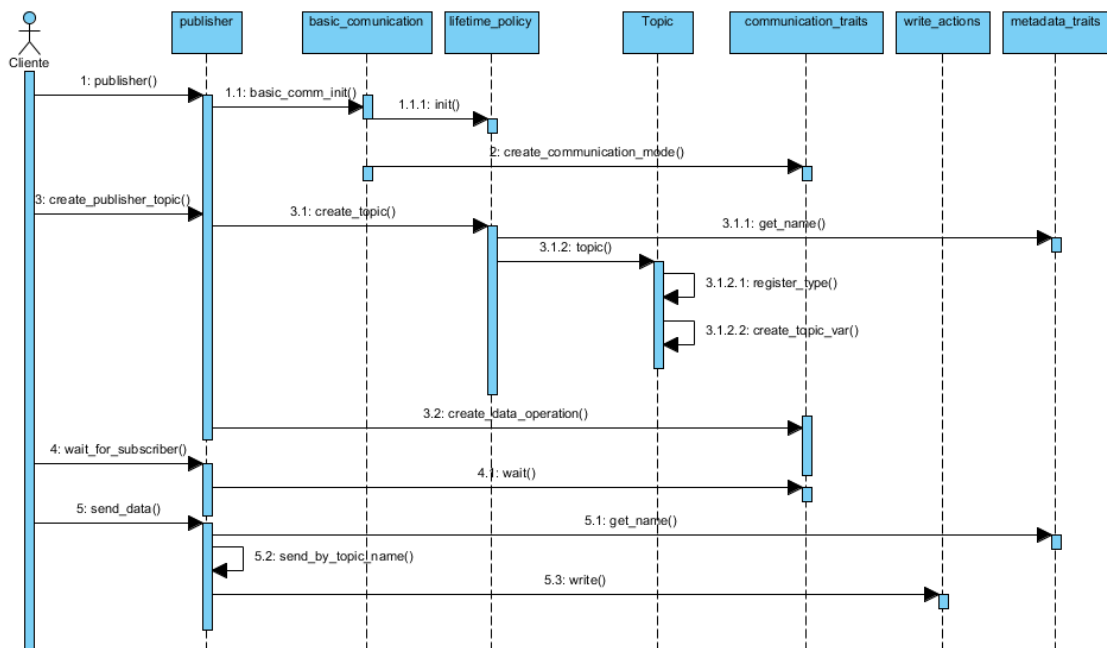 publisher
basic_comunication
lifetime_policy
Topic
communication_traits
write_actions
metadata_traits
Cliente
1: publisher()
1.1: basic_comm_init()
1.1.1: init()
2: create_communication_mode()
3: create_publisher_topic()
3.1: create_topic()
3.1.1: get_name()
3.1.2: topic()
3.1.2.1: register_type()
3.1.2.2: create_topic_var()
3.2: create_data_operation()
4: wait_for_subscriber()
4.1: wait()
5: send_data()
5.1: get_name()
5.2: send_by_topic_name()
5.3: write()